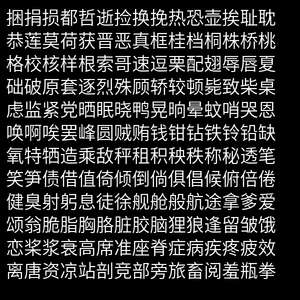 捆捐损都哲逝捡换挽热恐壶挨耻耽
恭莲莫荷获晋恶真框桂档桐株桥桃
格校核样根索哥速逗栗配翅辱唇夏
础破原套逐烈殊顾轿较顿毙致柴桌
虑监紧党晒眠晓鸭晃晌晕蚊哨哭恩
唤啊唉罢峰圆贼贿钱钳钻铁铃铅缺
氧特牺造乘敌秤租积秧秩称秘透笔
笑笋债借值倚倾倒倘俱倡候俯倍倦
健臭射躬息徒徐舰舱般航途拿爹爱
颂翁脆脂胸胳脏胶脑狸狼逢留皱饿
恋桨浆衰高席准座脊症病疾疼疲效
离唐资凉站剖竞部旁旅畜阅羞瓶拳